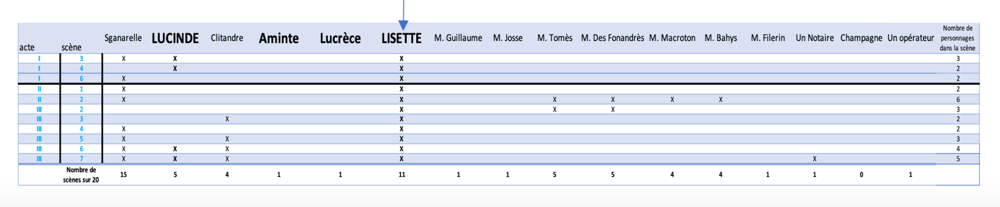 acte scène Sganarelle LUCINDE Clitandre Aminte Lucrèce LISETTE M. Guillaume M. Josse M. Tomès M. Des Fonandrès M. Macroton M. Bahys M. Filerin Un Notaire Champagne Un opérateur Nombre de personnages dans la scène
I 3 X X X 3
I 4 X X 2
I 6 X X 2
II 1 X X 2
II 2 X X X X X X 6
III 2 X X X 3
III 3 X X 2
III 4 X X 2
III 5 X X X 3
III 6 X X X X 4
III 7 X X X X X 5
Nombre de scènes sur 20 15 5 4 1 1 11 1 1 5 5 4 4 1 1 0 1